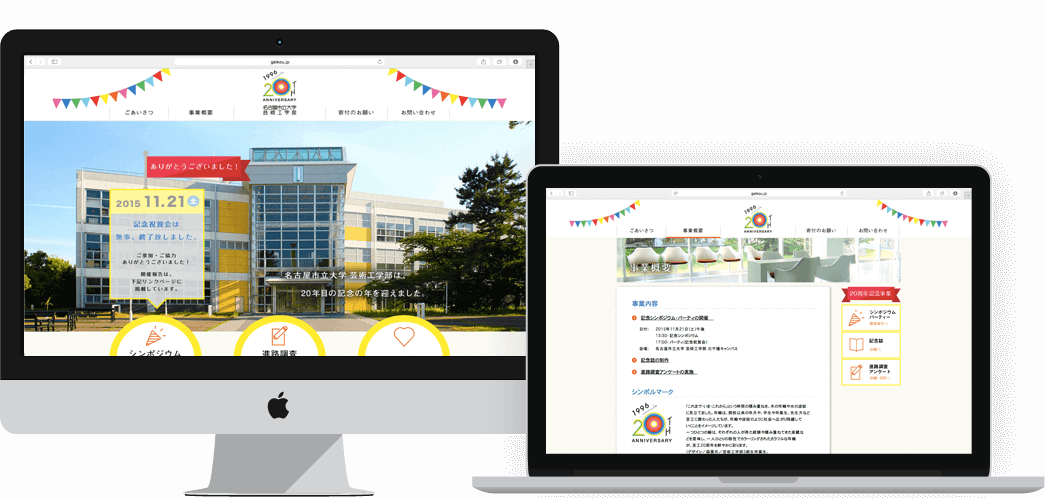 geikou.jp
1996
20 TH
ANNIVERSARY
名古屋市立大学
芸術工学部
ごあいさつ
事業概要
寄付のお願い
お問い合わせ
ありがとうございました！
2015 11.21 土
記念祝賀会は
無事、終了致しました。
ご参加・ご協力
ありがとうございました！
開催報告は、
下記リンクページに
掲載しています。
名古屋市立大学 芸術工学部は、
20年目の記念の年を迎えました。
シンポジウム
進路調査
geikou.jp
1996
20 TH
ANNIVERSARY
ごあいさつ
事業概要
寄付のお願い
お問い合わせ
事業概要
事業内容
記念シンポジウム・パーティの開催
日付： 2015年11月21日(土)午後
13:30- 記念シンポジウム
17:00- パーティ(記念祝賀会)
会場： 名古屋市立大学 芸術工学部 北千種キャンパス
記念誌の制作
進路調査アンケートの実施
シンボルマーク
1996
20 TH
ANNIVERSARY
20周年記念事業
シンポジウム
パーティー
記念誌
進路調査
アンケート